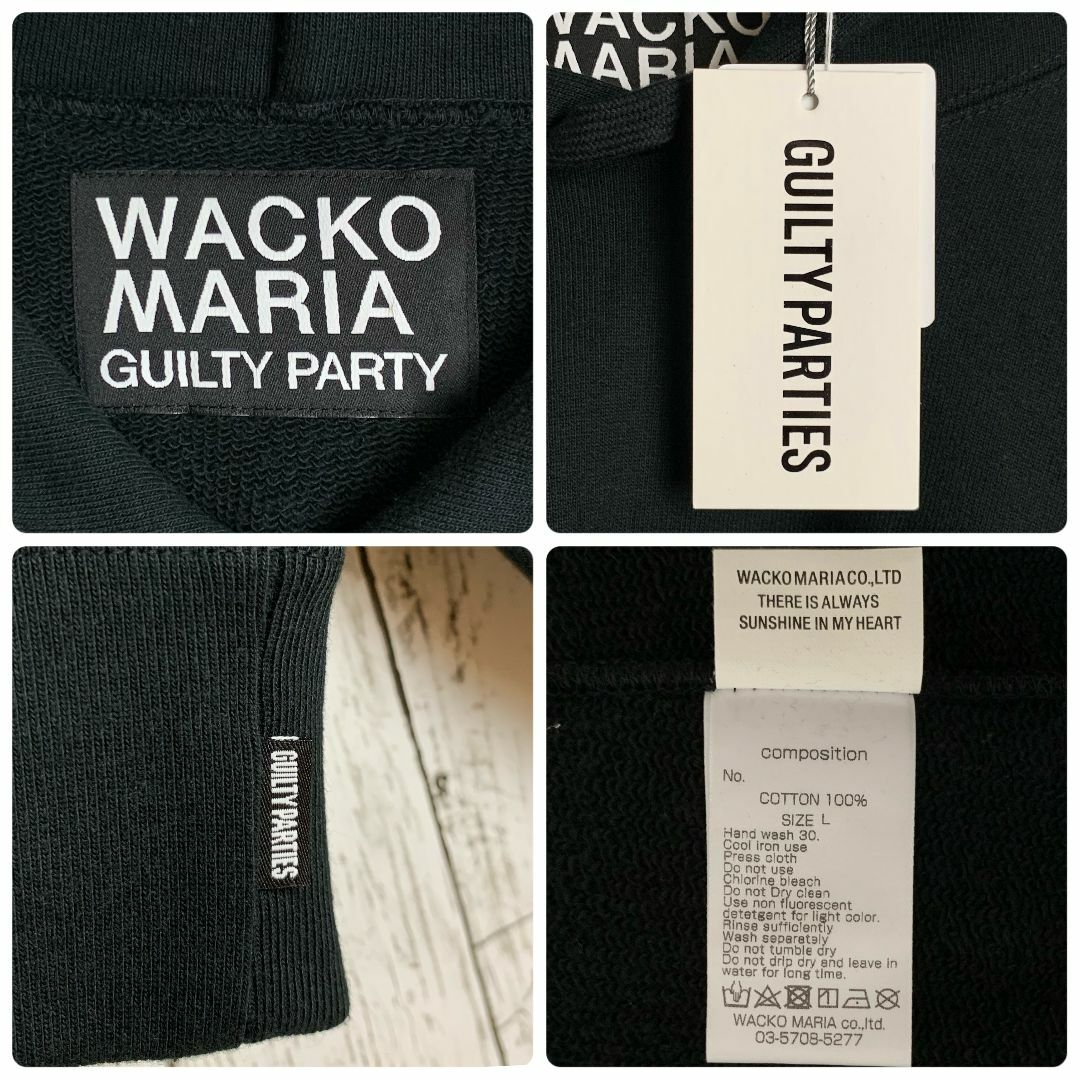 WACKO
MARIA
GUILTY PARTY
WACKO
MARIA
GUILTY PARTIES
GUILTY PARTIES
WACKO MARIA CO.,LTD
THERE IS ALWAYS
SUNSHINE IN MY HEART
composition
No.
COTTON 100%
SIZE L
Hand wash 30.
Cool iron use
Press cloth
Do not use
Chlorine bleach
Do not Dry clean
Use non fluorescent
detetgent for light color.
Rinse sufficiently
Wash separately
Do not tumble dry
Do not drip dry and leave in
water for long time.
WACKO MARIA co.,ltd.
03-5708-5277